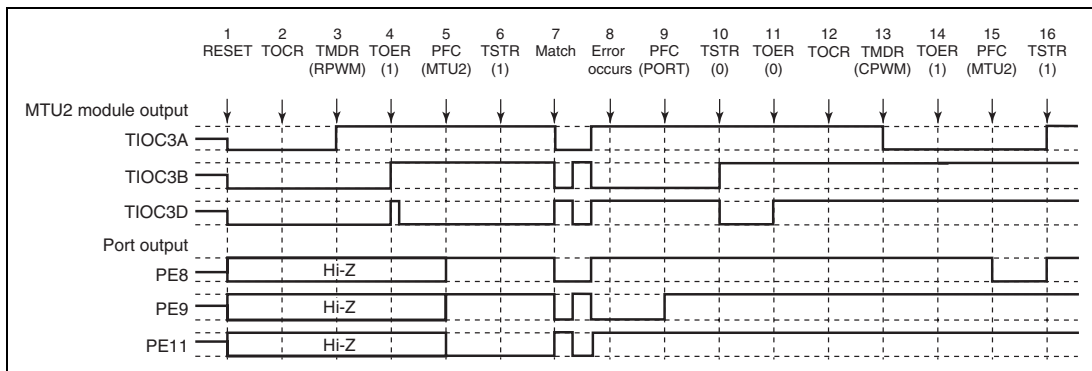 1 2 3 4 5 6 7 8 9 10 11 12 13 14 15 16
RESET TOCR TMDR TOER PFC TSTR Match Error PFC TSTR TOER TOCR TMDR TOER PFC TSTR
(RPWM) (1) (MTU2) (1) occurs (PORT) (0) (0) (CPWM) (1) (MTU2) (1)
MTU2 module output
TIOC3A
TIOC3B
TIOC3D
Port output
PE8 Hi-Z
PE9 Hi-Z
PE11 Hi-Z